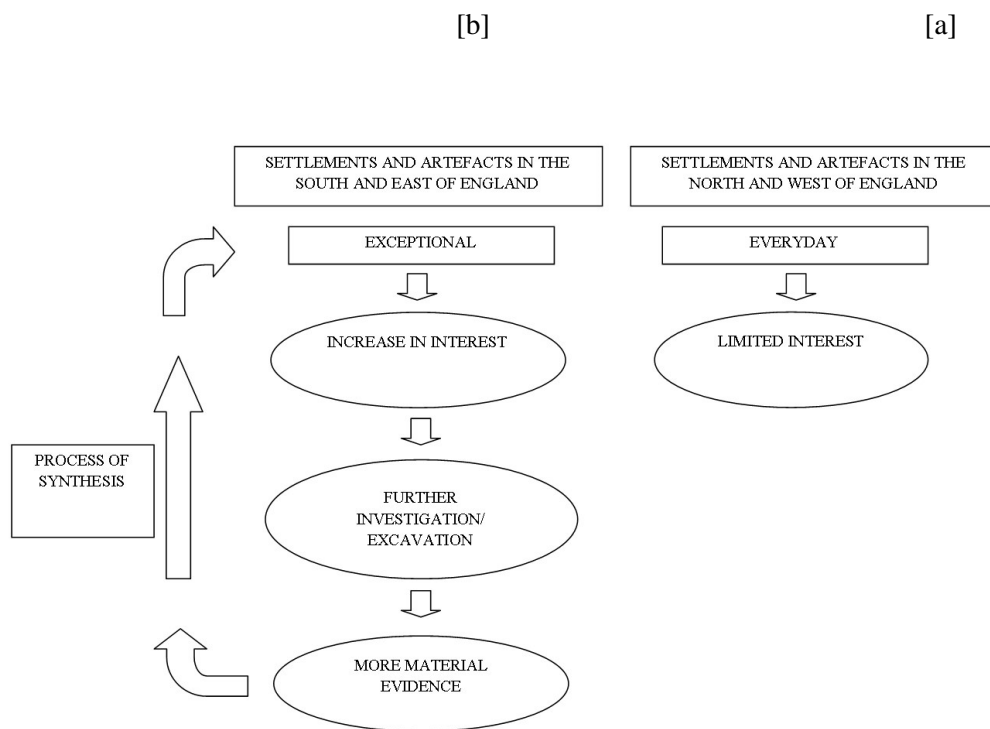 [b]
[a]
SETTLEMENTS AND ARTEFACTS IN THE
SOUTH AND EAST OF ENGLAND
SETTLEMENTS AND ARTEFACTS IN THE
NORTH AND WEST OF ENGLAND
EXCEPTIONAL
EVERYDAY
INCREASE IN INTEREST
LIMITED INTEREST
PROCESS OF
SYNTHESIS
FURTHER
INVESTIGATION/
EXCAVATION
MORE MATERIAL
EVIDENCE